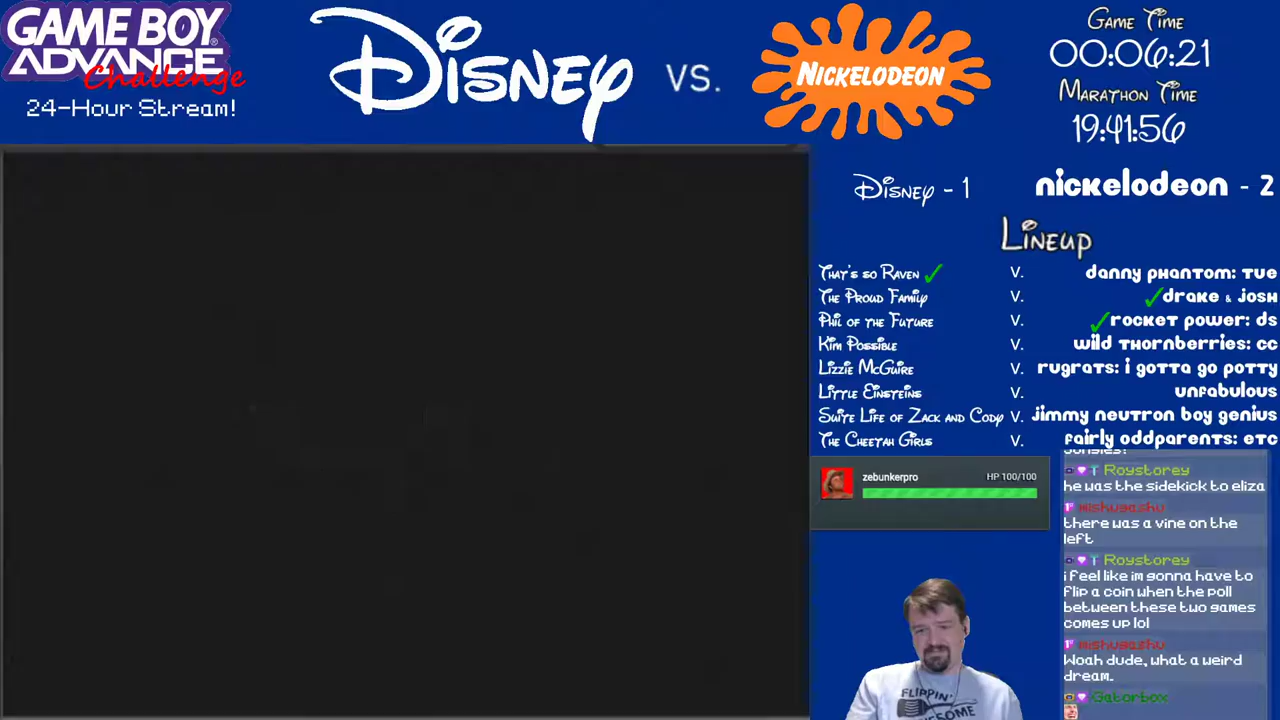 GAME BOY
ADVANCE
Challenge
24-Hour Stream!
Disney VS. NICKELODEON
Game Time
00:06:21
Marathon Time
19:41:56
Disney - 1
nickelodeon - 2
Lineup
That's so Raven ✓ V. danny phantom: tue
The Proud Family V. ✓drake & josh
Phil of the Future V. ✓rocket power: ds
Kim Possible V. wild thornberries: cc
Lizzie McGuire V. rugrats: i gotta go potty
Little Einsteins V. unfabulous
Suite Life of Zack and Cody V. jimmy neutron boy genius
The Cheetah Girls V. fairly oddparents: etc
zebunkerpro HP 100/100
Roystorey
he was the sidekick to eliza
mishugashu
there was a vine on the
left
Roystorey
i feel like im gonna have to
flip a coin when the poll
between these two games
comes up lol
mishugashu
Woah dude, what a weird
dream.
Gatorbox
FLIPPIN'
AWESOME